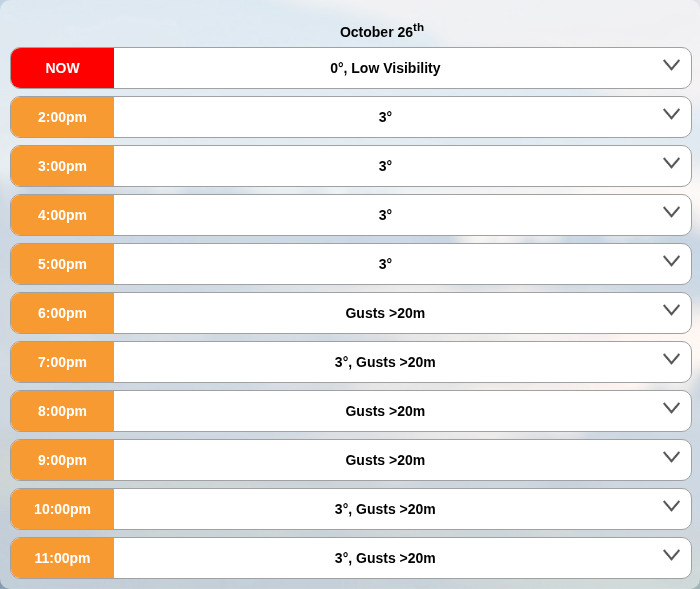 October 26th
NOW 0°, Low Visibility
2:00pm 3°
3:00pm 3°
4:00pm 3°
5:00pm 3°
6:00pm Gusts >20m
7:00pm 3°, Gusts >20m
8:00pm Gusts >20m
9:00pm Gusts >20m
10:00pm 3°, Gusts >20m
11:00pm 3°, Gusts >20m